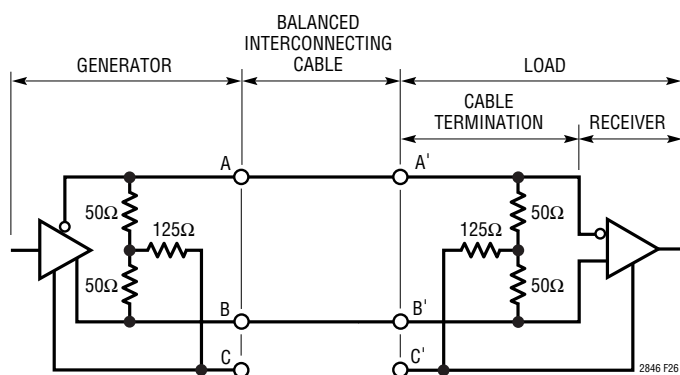 BALANCED
INTERCONNECTING
CABLE
GENERATOR
LOAD
CABLE
TERMINATION
RECEIVER
A
A'
50Ω
125Ω
50Ω
125Ω
50Ω
50Ω
B
B'
C
C'
2846 F26